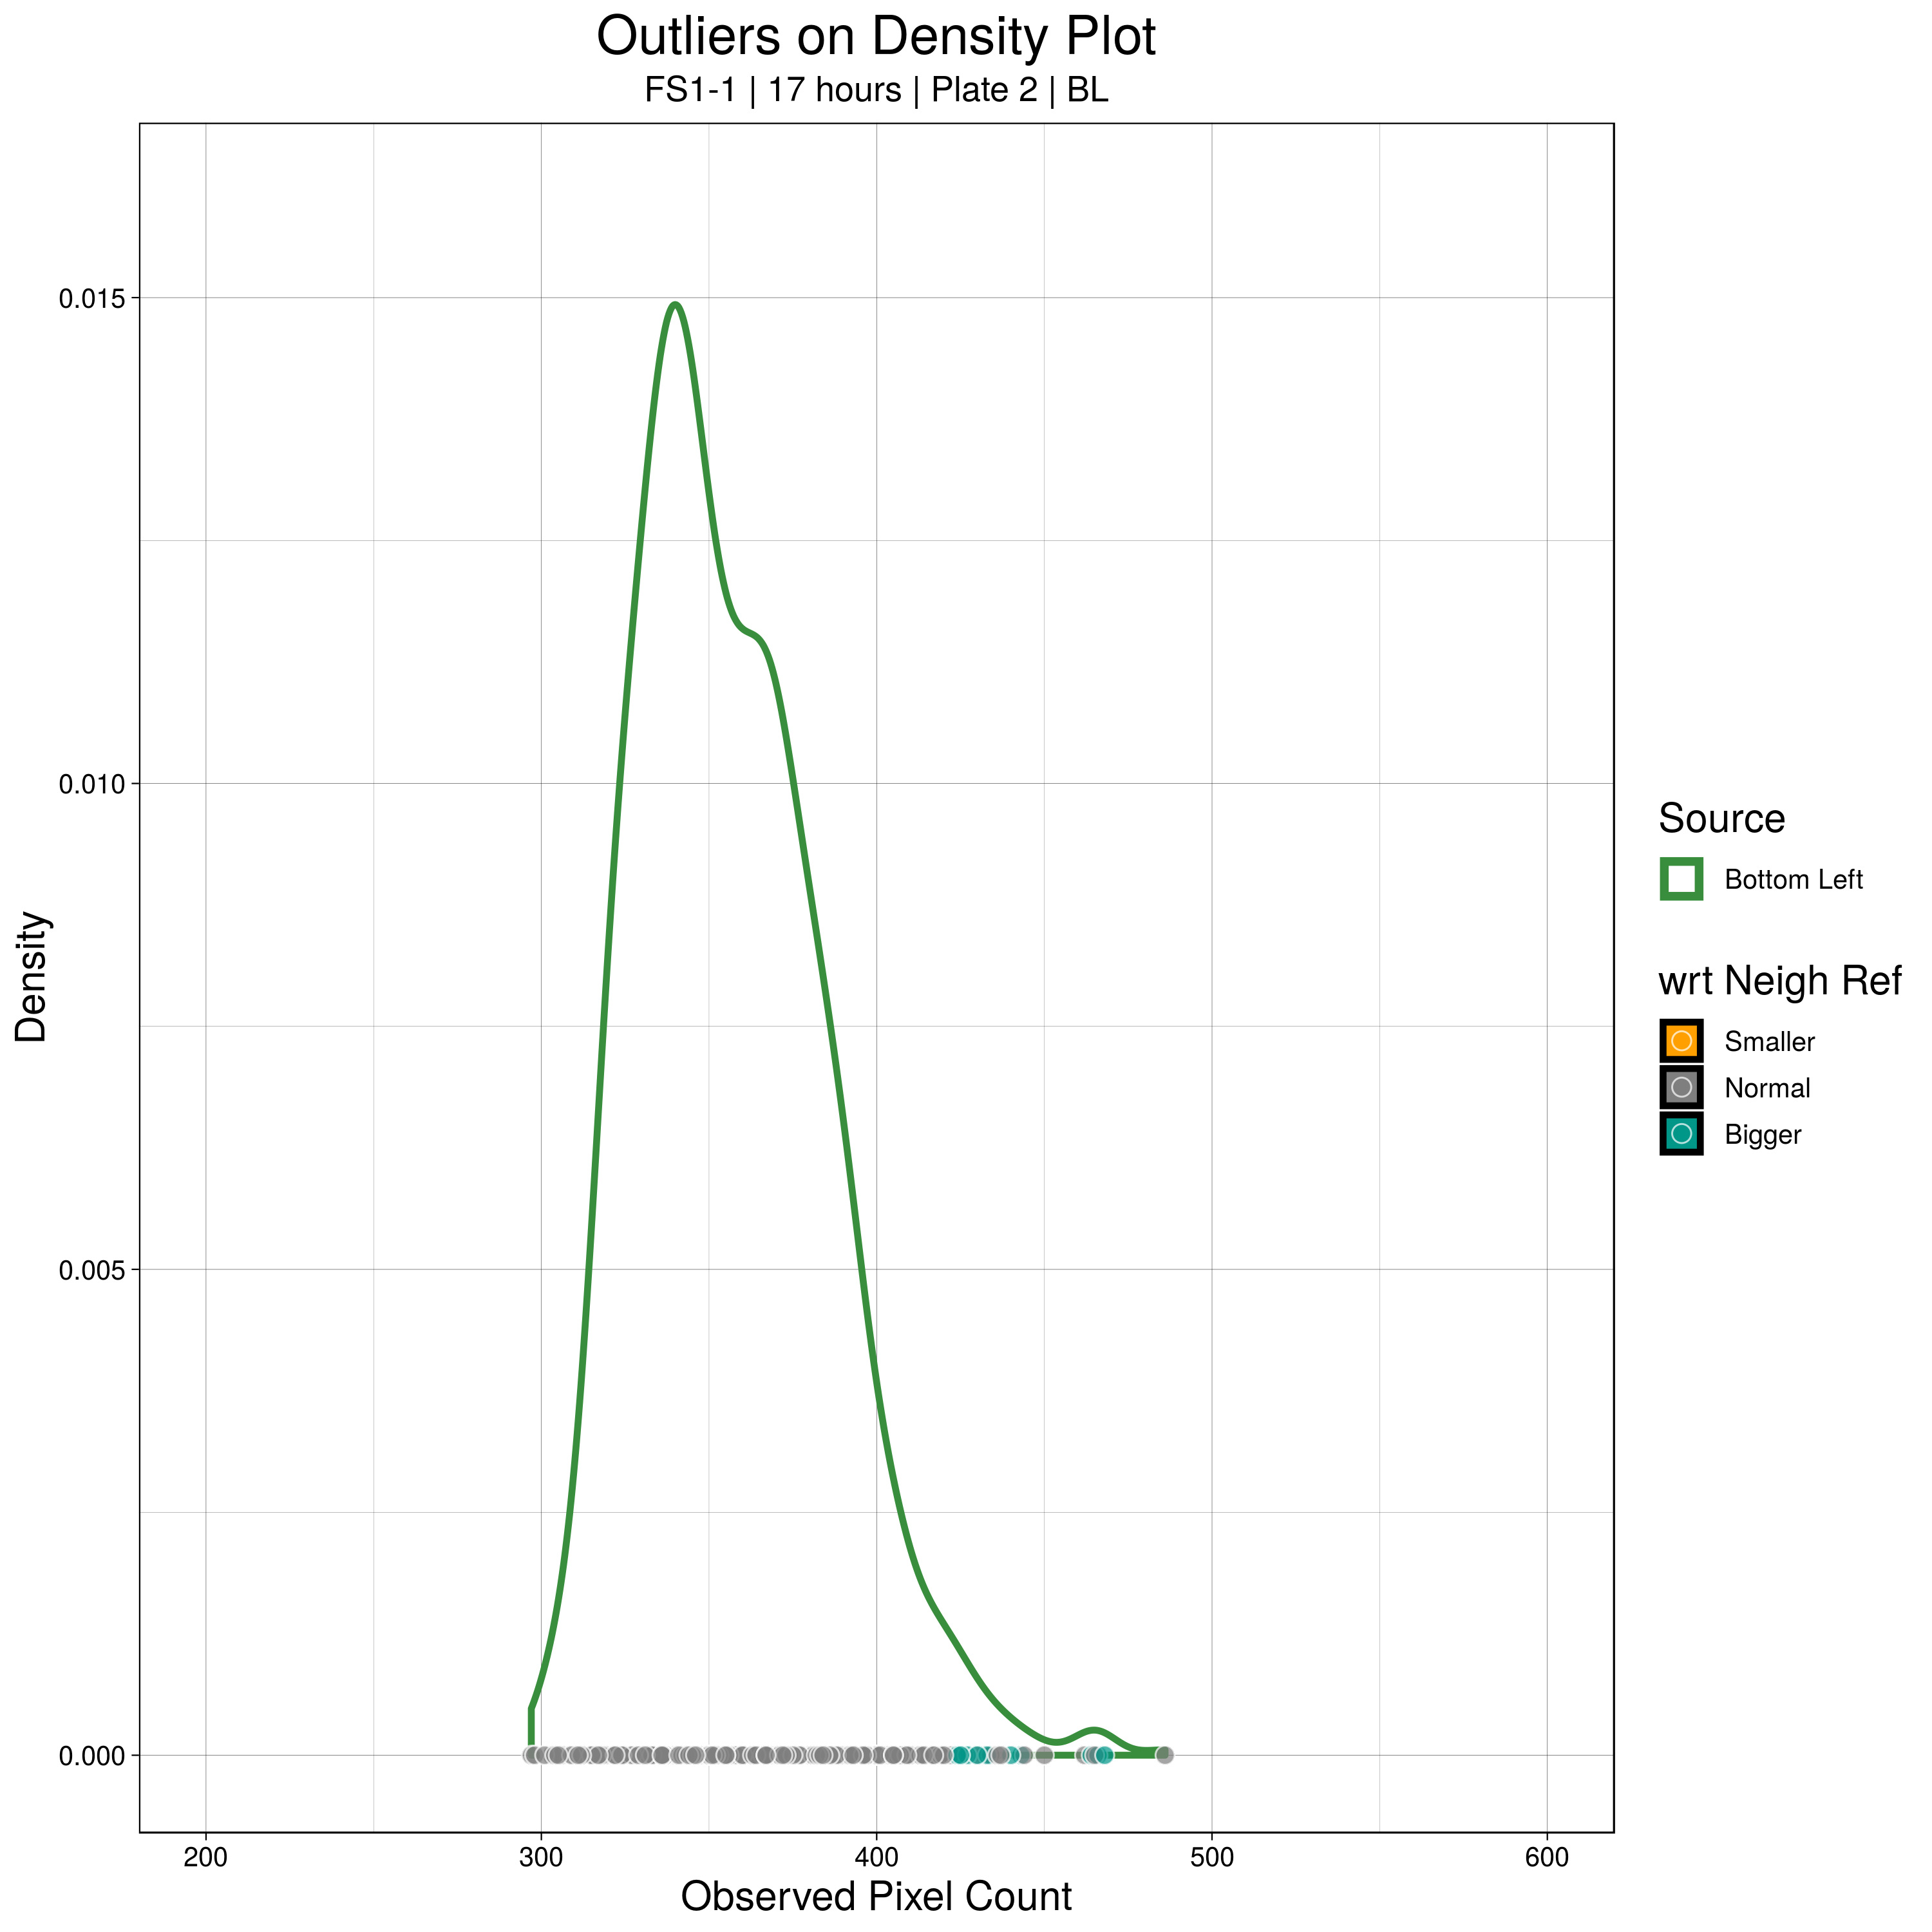 Outliers on Density Plot
FS1-1 | 17 hours | Plate 2 | BL
Density
0.015
0.010
0.005
0.000
200 300 400 500 600
Observed Pixel Count
Source
Bottom Left
wrt Neigh Ref
Smaller
Normal
Bigger